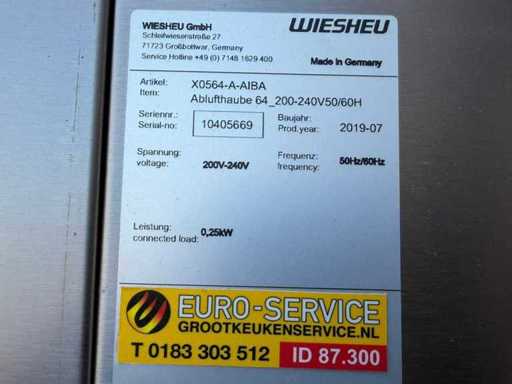 WIESHEU GmbH
Schleifwiesenstraße 27
71723 Großbottwar, Germany
Service Hotline +49 (0) 7148 1629 400
WIESHEU
Made in Germany
Artikel: X0564-A-AIBA
Item: Ablufthaube 64_200-240V50/60H
Seriennr.: Baujahr:
Serial-no: 10405669 Prod.year: 2019-07
Spannung Frequenz:
voltage: 200V-240V frequency: 50Hz/60Hz
Leistung:
connected load: 0,25kW
EURO-SERVICE
GROOTKEUKENSERVICE.NL
T 0183 303 512 ID 87.300